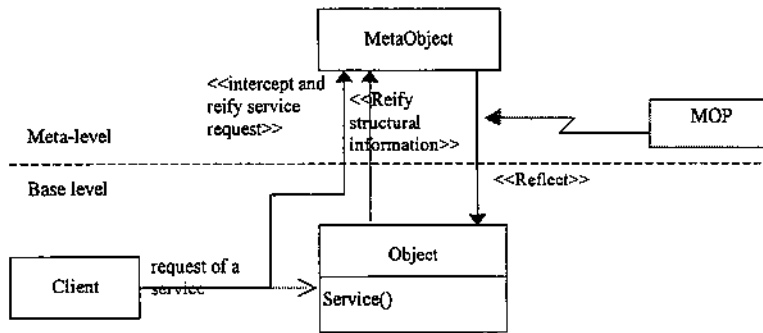 MetaObject
<<intercept and
reify service
request>>
<<Reify
structural
information>>
MOP
Meta-level
Base level
<<Reflect>>
Object
Client
request of a
service
Service()